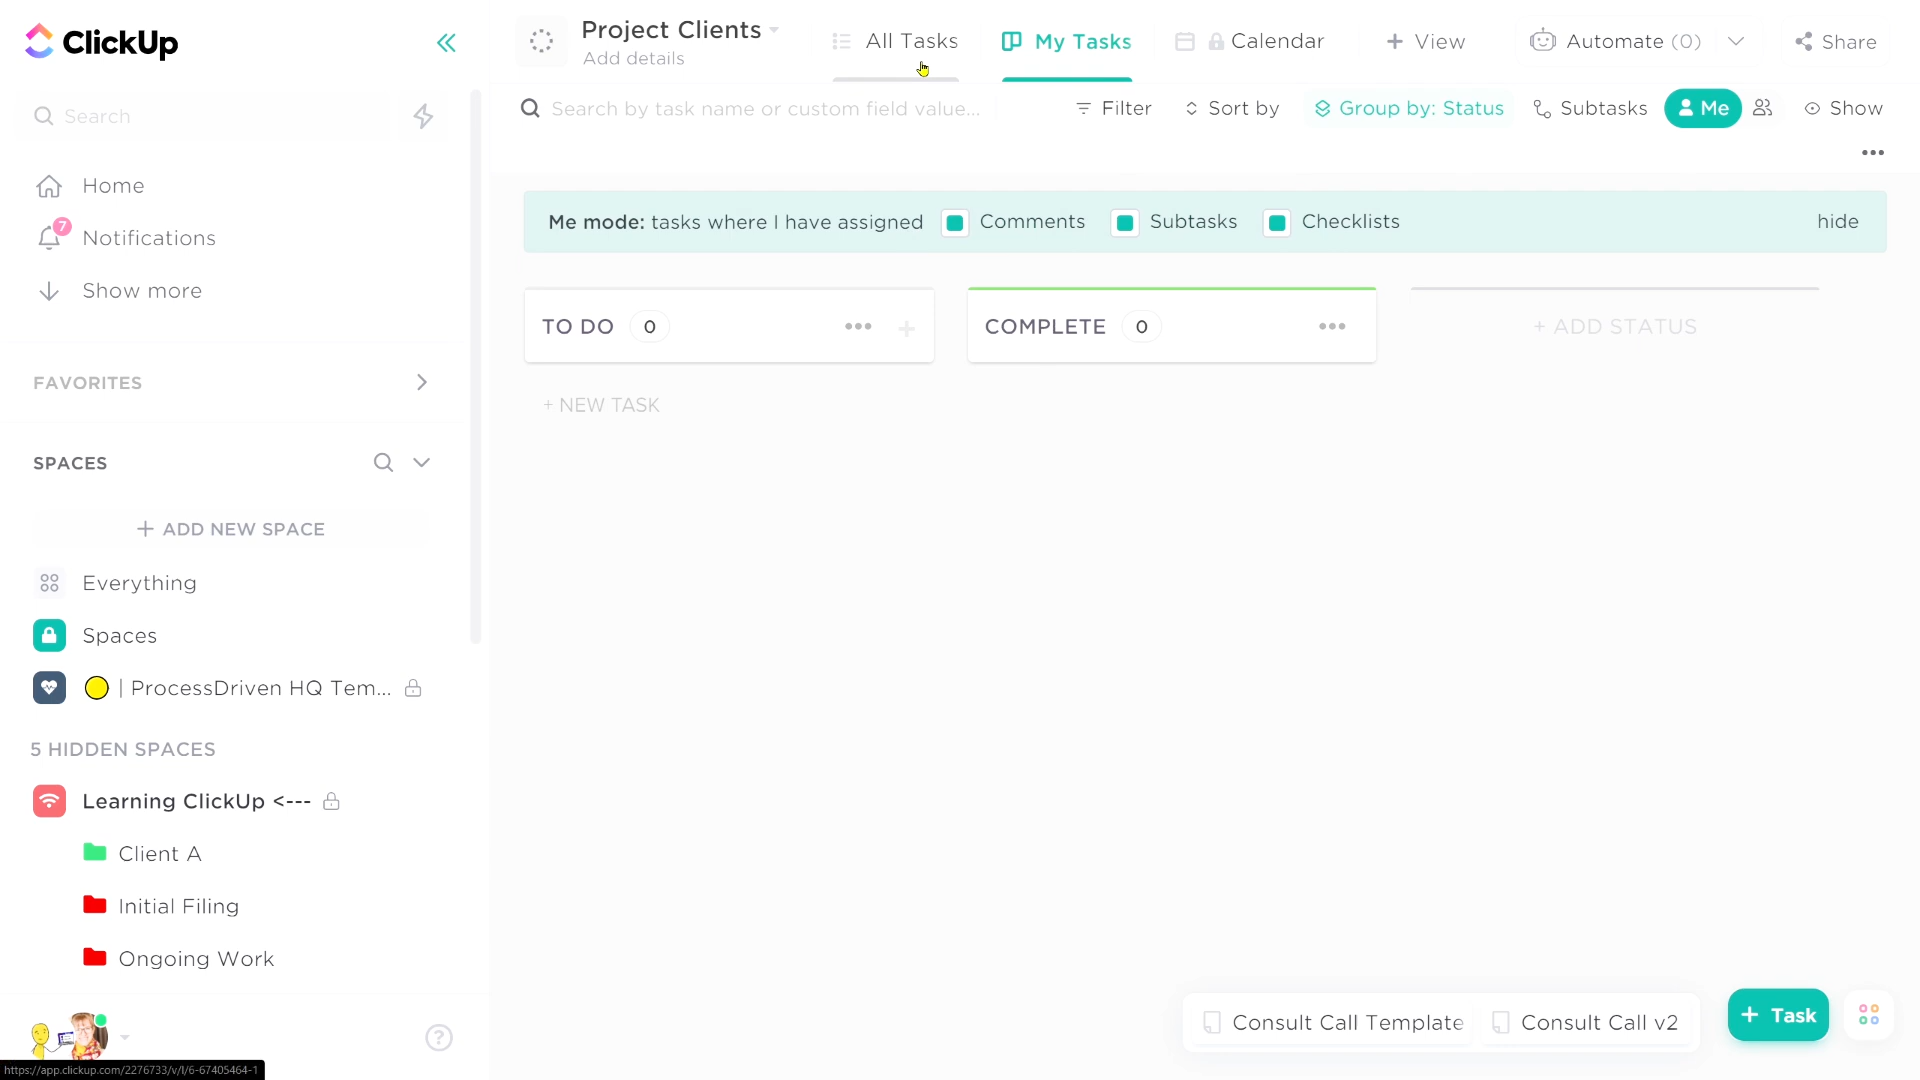 ClickUp
Project Clients
Add details
All Tasks
My Tasks
Calendar
+ View
Automate (0)
Share
Search
Search by task name or custom field value...
Filter
Sort by
Group by: Status
Subtasks
Me
Show
Home
7
Notifications
Show more
Me mode: tasks where I have assigned
Comments
Subtasks
Checklists
hide
TO DO 0
COMPLETE 0
+ ADD STATUS
+ NEW TASK
FAVORITES
SPACES
+ ADD NEW SPACE
Everything
Spaces
| ProcessDriven HQ Tem...
5 HIDDEN SPACES
Learning ClickUp <---
Client A
Initial Filing
Ongoing Work
?
Consult Call Template
Consult Call v2
+ Task
https://app.clickup.com/2276733/v/l/6-67405464-1